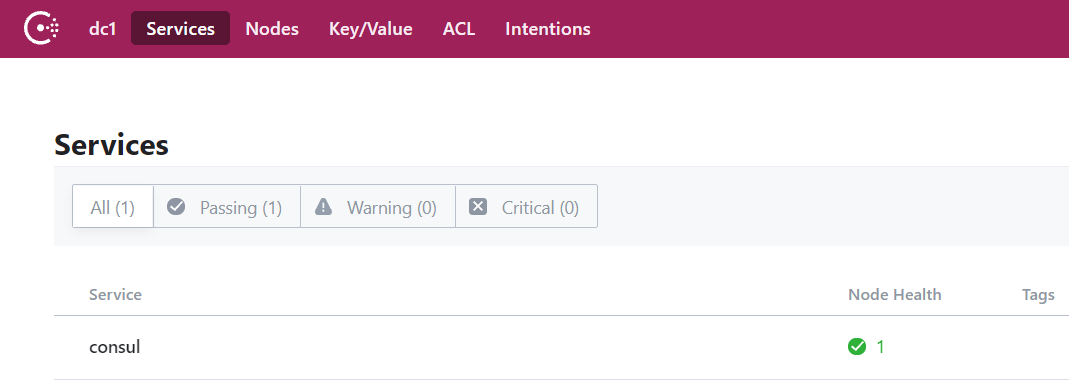 dc1 Services Nodes Key/Value ACL Intentions
Services
All (1) Passing (1) Warning (0) Critical (0)
Service Node Health Tags
consul 1